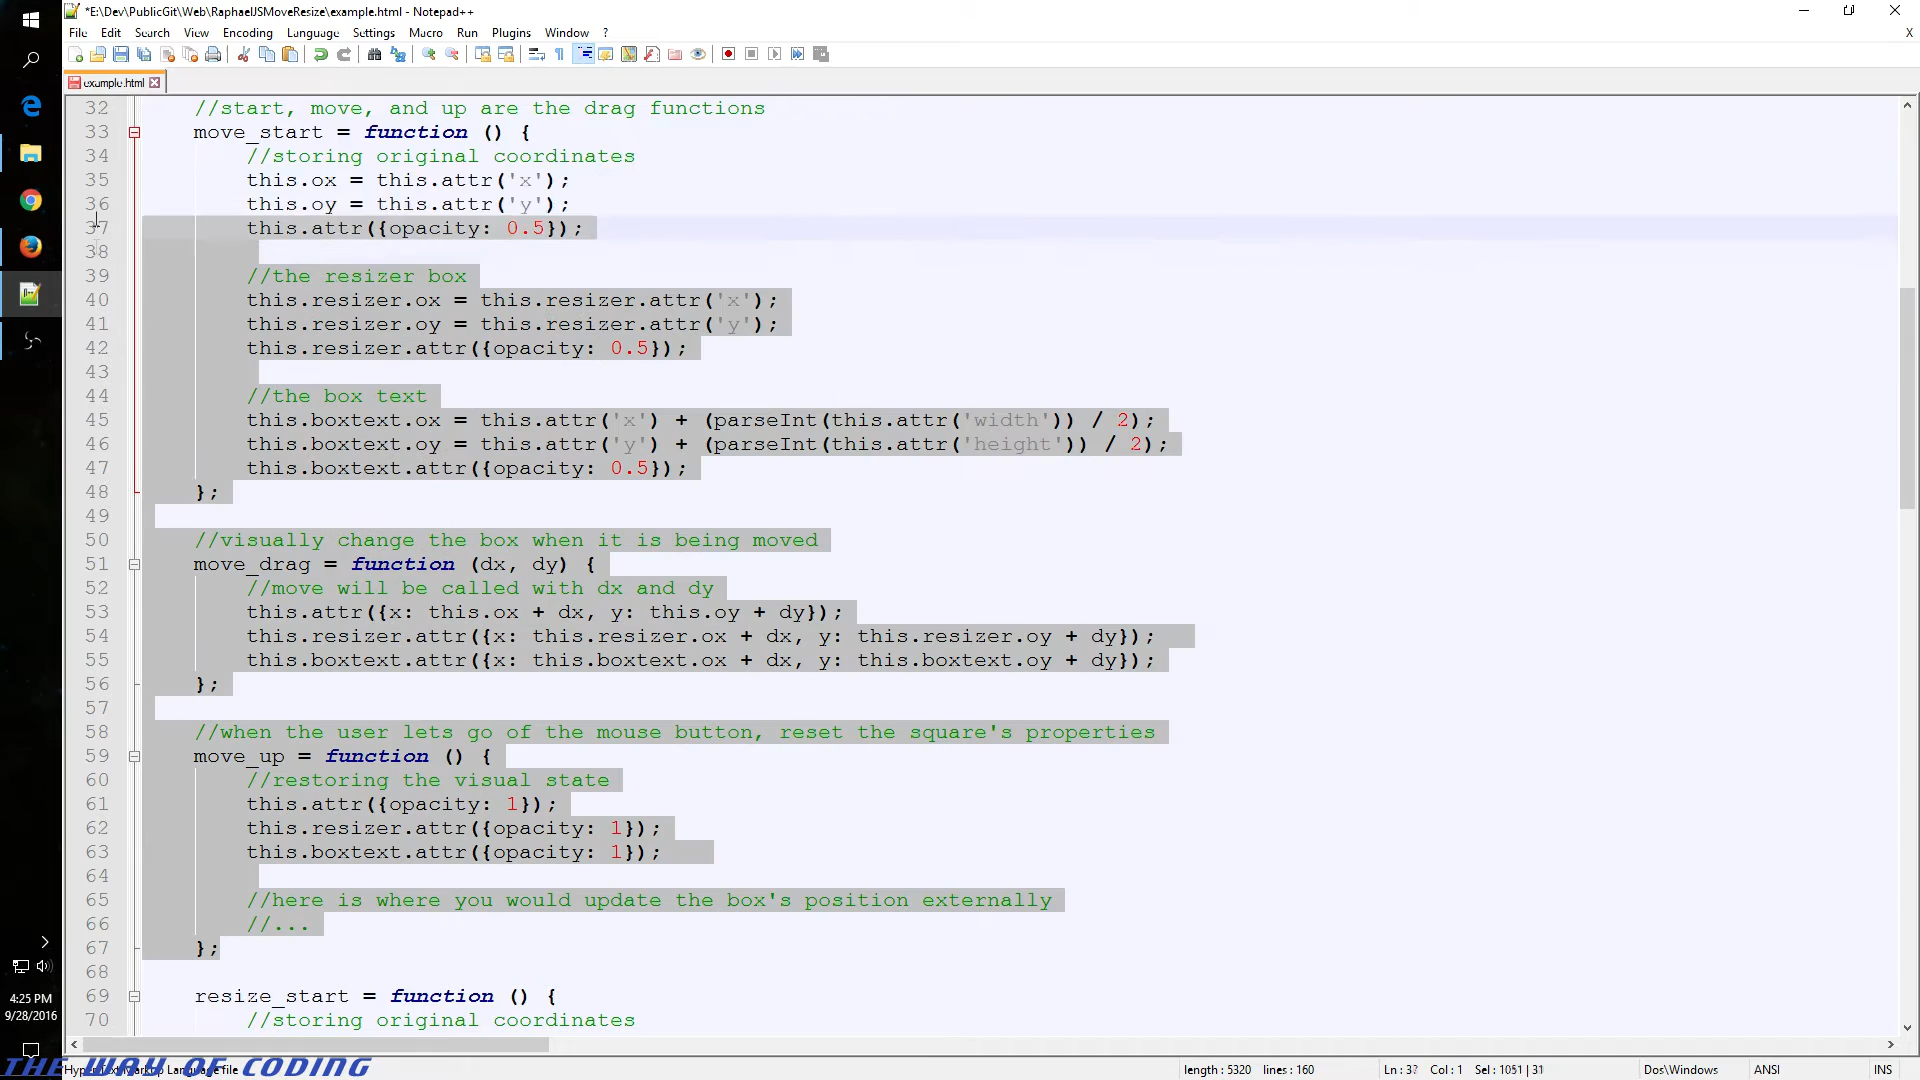 *E:\Dev\PublicGit\Web\RaphaelJSMoveResize\example.html - Notepad++
File Edit Search View Encoding Language Settings Macro Run Plugins Window ? X
example.html
32 //start, move, and up are the drag functions
33 move_start = function () {
34 //storing original coordinates
35 this.ox = this.attr('x');
36 this.oy = this.attr('y');
37 this.attr({opacity: 0.5});
38
39 //the resizer box
40 this.resizer.ox = this.resizer.attr('x');
41 this.resizer.oy = this.resizer.attr('y');
42 this.resizer.attr({opacity: 0.5});
43
44 //the box text
45 this.boxtext.ox = this.attr('x') + (parseInt(this.attr('width')) / 2);
46 this.boxtext.oy = this.attr('y') + (parseInt(this.attr('height')) / 2);
47 this.boxtext.attr({opacity: 0.5});
48 };
49
50 //visually change the box when it is being moved
51 move_drag = function (dx, dy) {
52 //move will be called with dx and dy
53 this.attr({x: this.ox + dx, y: this.oy + dy});
54 this.resizer.attr({x: this.resizer.ox + dx, y: this.resizer.oy + dy});
55 this.boxtext.attr({x: this.boxtext.ox + dx, y: this.boxtext.oy + dy});
56 };
57
58 //when the user lets go of the mouse button, reset the square's properties
59 move_up = function () {
60 //restoring the visual state
61 this.attr({opacity: 1});
62 this.resizer.attr({opacity: 1});
63 this.boxtext.attr({opacity: 1});
64
65 //here is where you would update the box's position externally
66 //...
67 };
68
69 resize_start = function () {
70 //storing original coordinates
4:25 PM
9/28/2016
THE WAY OF CODING
Hyper Text Markup Language file length : 5320 lines : 160 Ln : 37 Col : 1 Sel : 1051 | 31 Dos\Windows ANSI INS